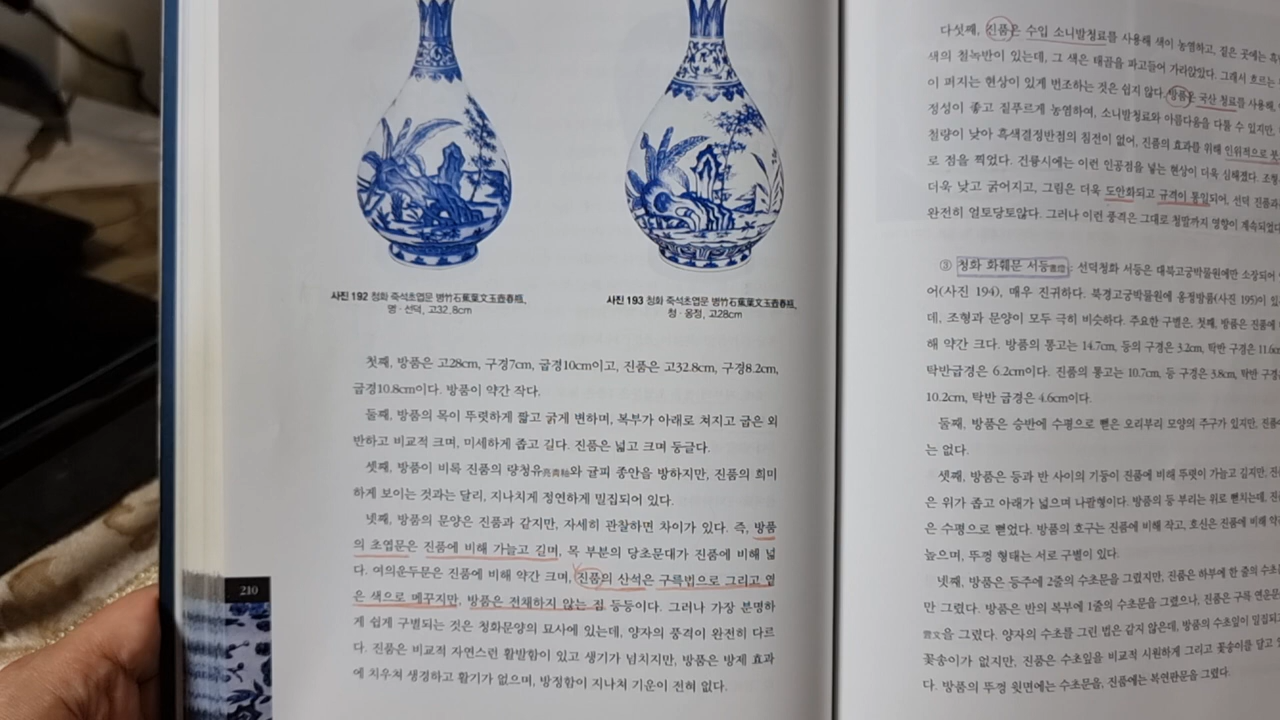 사진 192 청화 죽석초엽문 병竹石蕉葉文玉壺春甁,
명·선덕, 고32.8cm
사진 193 청화 죽석초엽문 병竹石蕉葉文玉壺春甁,
청·옹정, 고28cm
첫째, 방품은 고28cm, 구경7cm, 굽경10cm이고, 진품은 고32.8cm, 구경8.2cm,
굽경10.8cm이다. 방품이 약간 작다.
둘째, 방품의 목이 뚜렷하게 짧고 굵게 변하며, 복부가 아래로 처지고 굽은 외
반하고 비교적 크며, 미세하게 좁고 길다. 진품은 넓고 크며 둥글다.
셋째, 방품이 비록 진품의 량청유亮靑釉와 귤피 종안을 방하지만, 진품의 희미
하게 보이는 것과는 달리, 지나치게 정연하게 밀집되어 있다.
넷째, 방품의 문양은 진품과 같지만, 자세히 관찰하면 차이가 있다. 즉, 방품
의 초엽문은 진품에 비해 가늘고 길며, 목 부분의 당초문대가 진품에 비해 넓
다. 여의운두문은 진품에 비해 약간 크며, 진품의 산석은 구륵법으로 그리고 옅
은 색으로 메꾸지만, 방품은 전채하지 않는 점 등등이다. 그러나 가장 분명하
게 쉽게 구별되는 것은 청화문양의 묘사에 있는데, 양자의 풍격이 완전히 다르
다. 진품은 비교적 자연스런 활발함이 있고 생기가 넘치지만, 방품은 방제 효과
에 치우쳐 생경하고 활기가 없으며, 방정함이 지나쳐 기운이 전혀 없다.
210
다섯째, 진품은 수입 소니발청료를 사용해 색이 농염하고, 짙은 곳에는
색의 철녹반이 있는데, 그 색은 태골을 파고들어 가라앉았다. 그래서 흐르는
이 퍼지는 현상이 있게 번조하는 것은 쉽지 않다. 방품은 국산 청료를 사용해,
정성이 좋고 짙푸르게 농염하여, 소니발청료와 아름다움을 다툴 수 있지만,
철량이 낮아 흑색결정반점의 침전이 없어, 진품의 효과를 위해 인위적으로
로 점을 찍었다. 건륭시에는 이런 인공점을 넣는 현상이 더욱 심해졌다.
더욱 낮고 굵어지고, 그림은 더욱 도안화되고 규격이 통일되어, 선덕 진품과
완전히 얼토당토않다. 그러나 이런 풍격은 그대로 청말까지 영향이 계속되었다
③ 청화 화훼문 서등書燈: 선덕청화 서등은 대북고궁박물원에만 소장되어
어(사진 194), 매우 진귀하다. 북경고궁박물원에 옹정방품(사진 195)이
데, 조형과 문양이 모두 극히 비슷하다. 주요한 구별은, 첫째, 방품은 진품에
해 약간 크다. 방품의 통고는 14.7cm, 등의 구경은 3.2cm, 탁반 구경은
탁반굽경은 6.2cm이다. 진품의 통고는 10.7cm, 등 구경은 3.8cm, 탁반
10.2cm, 탁반 굽경은 4.6cm이다.
둘째, 방품은 승반에 수평으로 뻗은 오리부리 모양의 주구가 있지만,
는 없다.
셋째, 방품은 등과 반 사이의 기둥이 진품에 비해 뚜렷이 가늘고 길지만,
은 위가 좁고 아래가 넓으며 나팔형이다. 방품의 등 부리는 위로 뻗치는데,
은 수평으로 뻗었다. 방품의 호구는 진품에 비해 작고, 호신은 진품에 비해
높으며, 뚜껑 형태는 서로 구별이 있다.
넷째, 방품은 등주에 2줄의 수초문을 그렸지만, 진품은 하부에 한 줄의
만 그렸다. 방품은 반의 복부에 1줄의 수초문을 그렸으나, 진품은 구륵 연운문
雲文을 그렸다. 양자의 수초를 그린 법은 같지 않은데, 방품의 수초잎이 밀집되고
꽃송이가 없지만, 진품은 수초잎을 비교적 시원하게 그리고 꽃송이를 달고
다. 방품의 뚜껑 윗면에는 수초문을, 진품에는 복연판문을 그렸다.